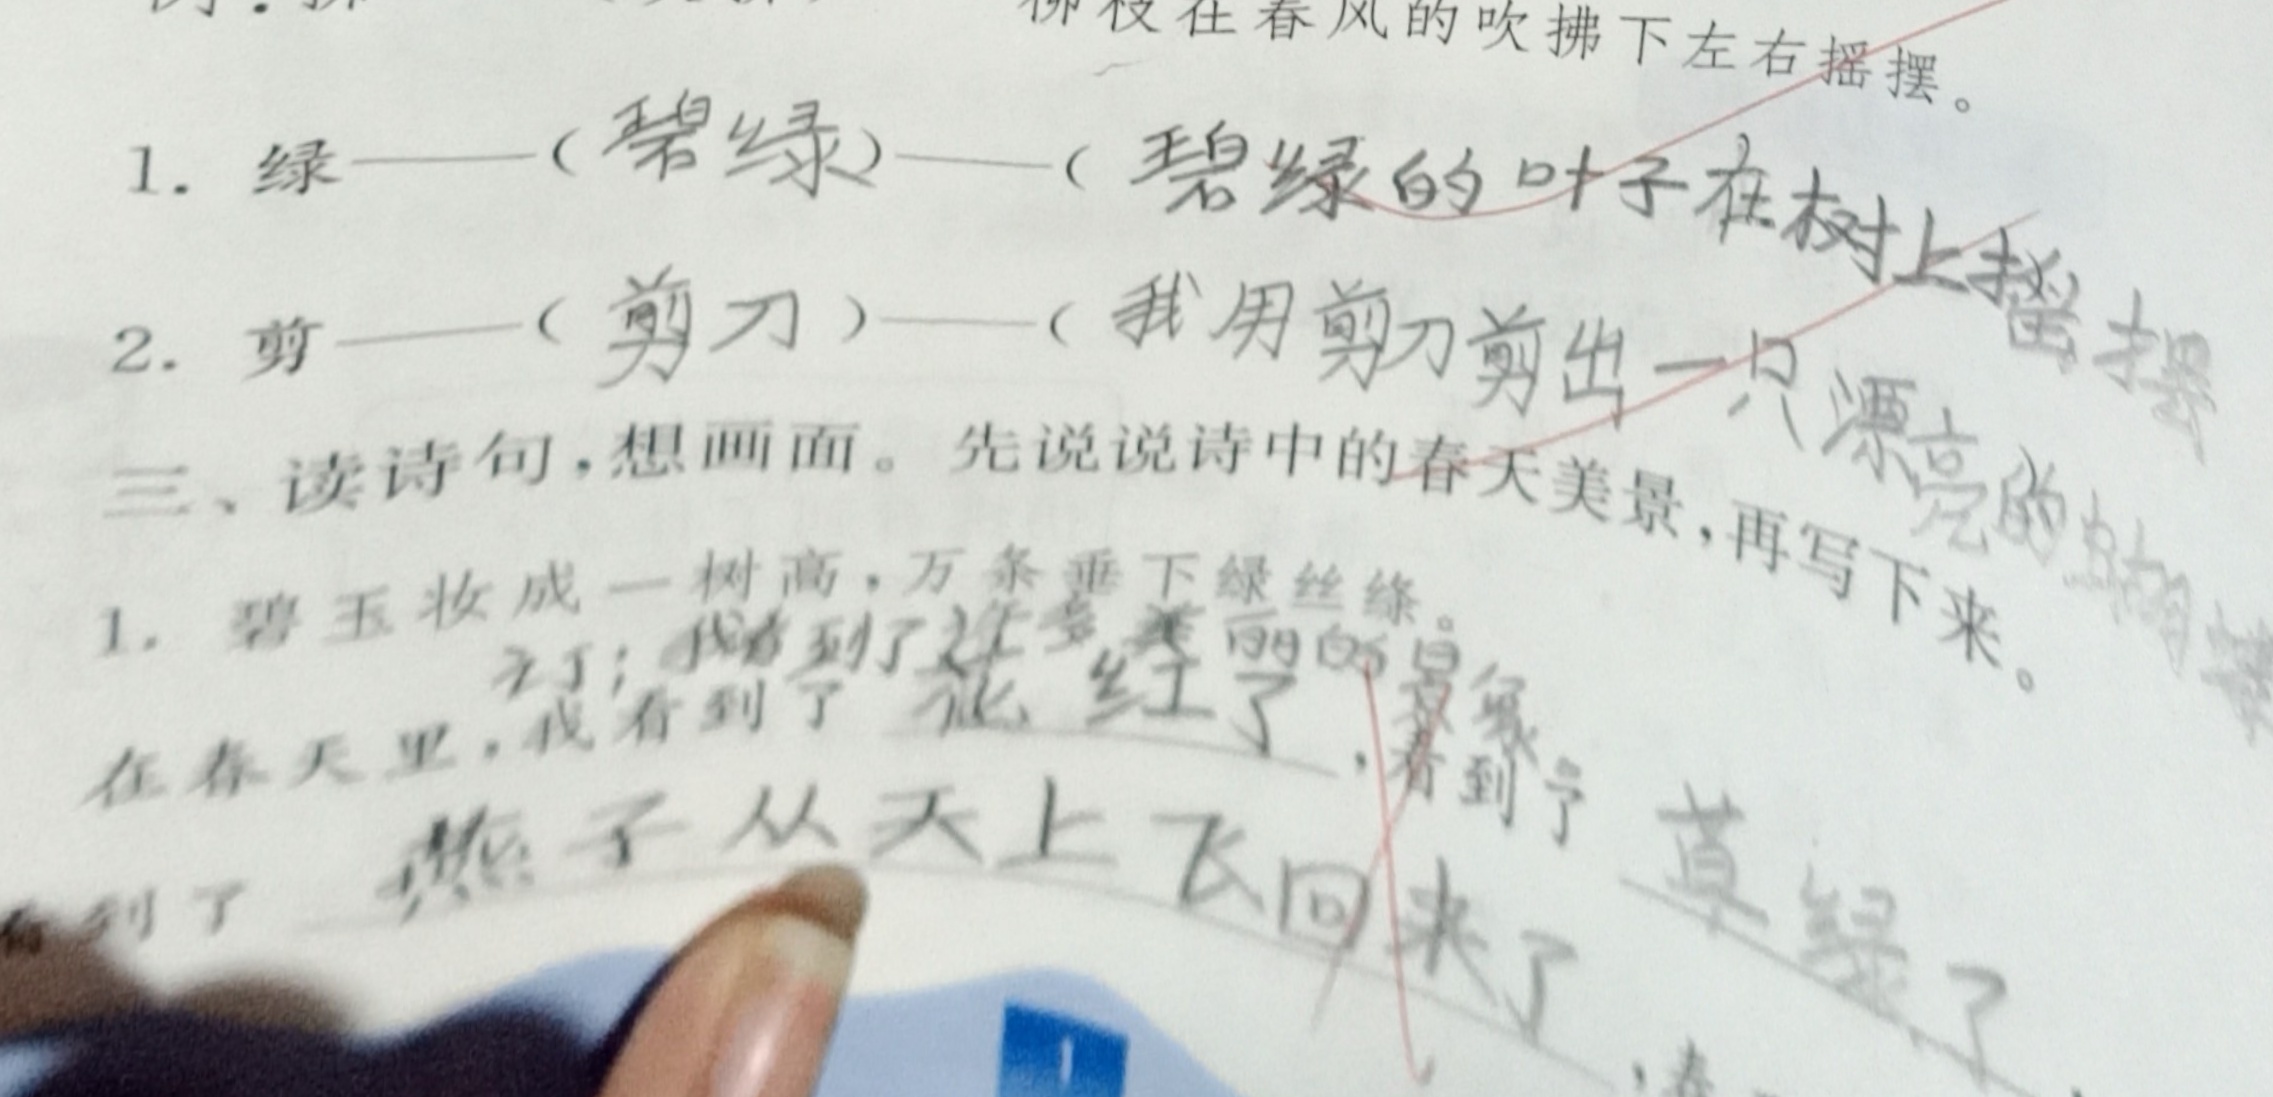 柳枝在春风的吹拂下左右摇摆。
1. 绿——(碧绿)——(碧绿的叶子在树上摇摆
2. 剪——(剪刀)——(我用剪刀剪出一只漂亮的蝴蝶
三、读诗句,想画面。先说说诗中的春天美景,再写下来。
1. 碧玉妆成一树高,万条垂下绿丝绦。
订:我看到了许多美丽的景象
在春天里,我看到了花红了,看到了草绿了,
看到了燕子从天上飞回来了,春
1